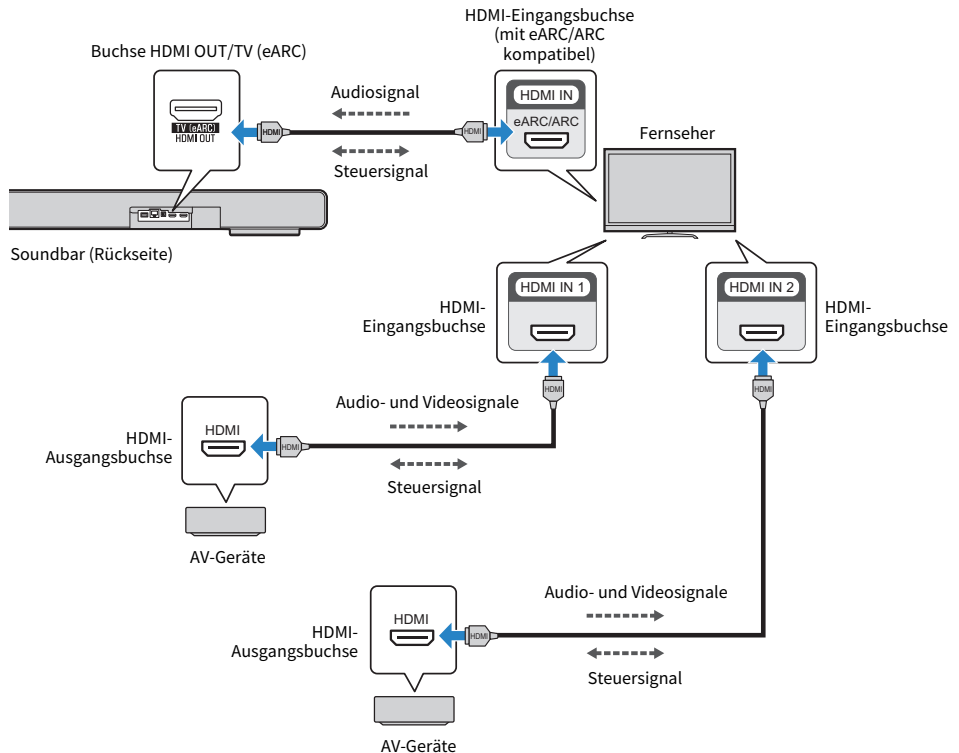 HDMI-Eingangsbuchse
(mit eARC/ARC
kompatibel)
Buchse HDMI OUT/TV (eARC)
TV (eARC)
HDMI OUT
HDMI
Audiosignal
Steuersignal
HDMI
HDMI IN
eARC/ARC
Fernseher
Soundbar (Rückseite)
HDMI-
Eingangsbuchse
HDMI IN 1
HDMI IN 2
HDMI-
Eingangsbuchse
HDMI
HDMI
HDMI-
Ausgangsbuchse
HDMI
HDMI
Audio- und Videosignale
Steuersignal
AV-Geräte
HDMI-
Ausgangsbuchse
HDMI
HDMI
Audio- und Videosignale
Steuersignal
AV-Geräte